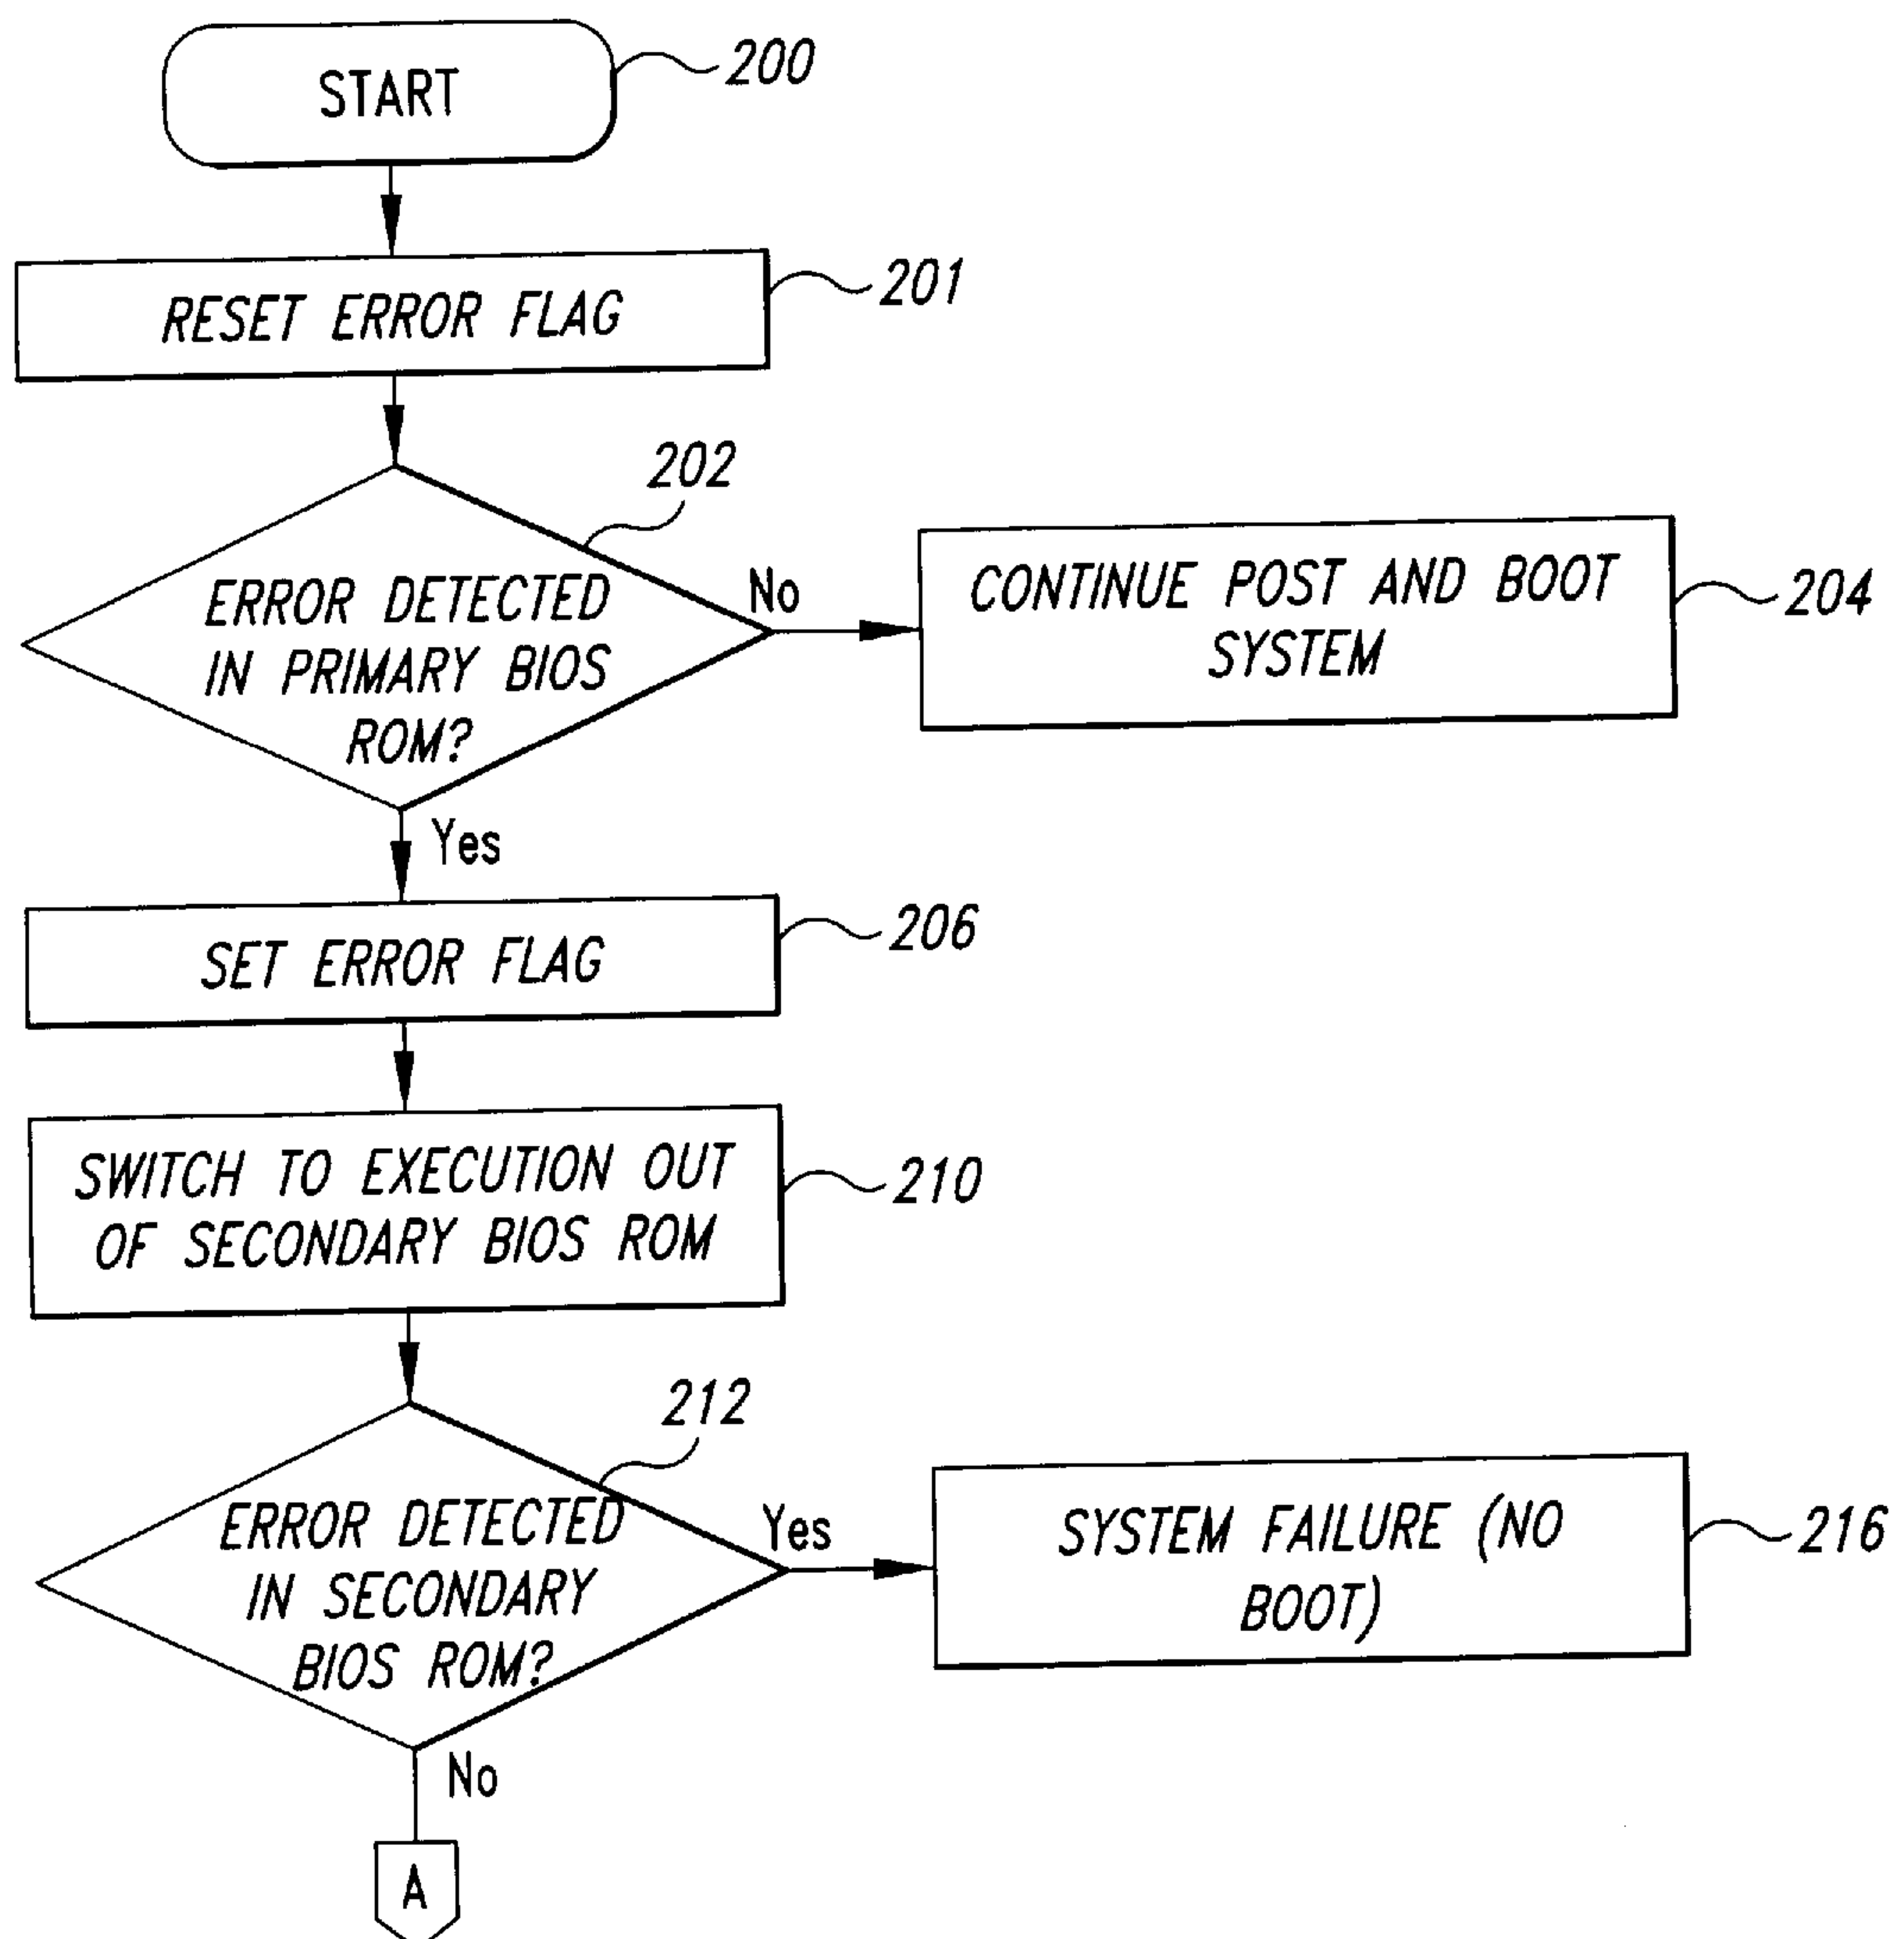 START
200
RESET ERROR FLAG
201
202
ERROR DETECTED
IN PRIMARY BIOS
ROM?
No
CONTINUE POST AND BOOT
SYSTEM
204
Yes
SET ERROR FLAG
206
SWITCH TO EXECUTION OUT
OF SECONDARY BIOS ROM
210
212
ERROR DETECTED
IN SECONDARY
BIOS ROM?
Yes
SYSTEM FAILURE (NO
BOOT)
216
No
A